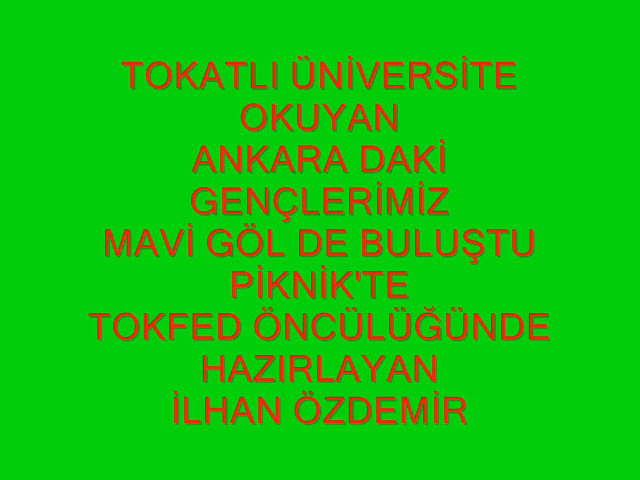 TOKATLI ÜNİVERSİTE
OKUYAN
ANKARA DAKİ
GENÇLERİMİZ
MAVİ GÖL DE BULUŞTU
PİKNİK'TE
TOKFED ÖNCÜLÜĞÜNDE
HAZIRLAYAN
İLHAN ÖZDEMİR